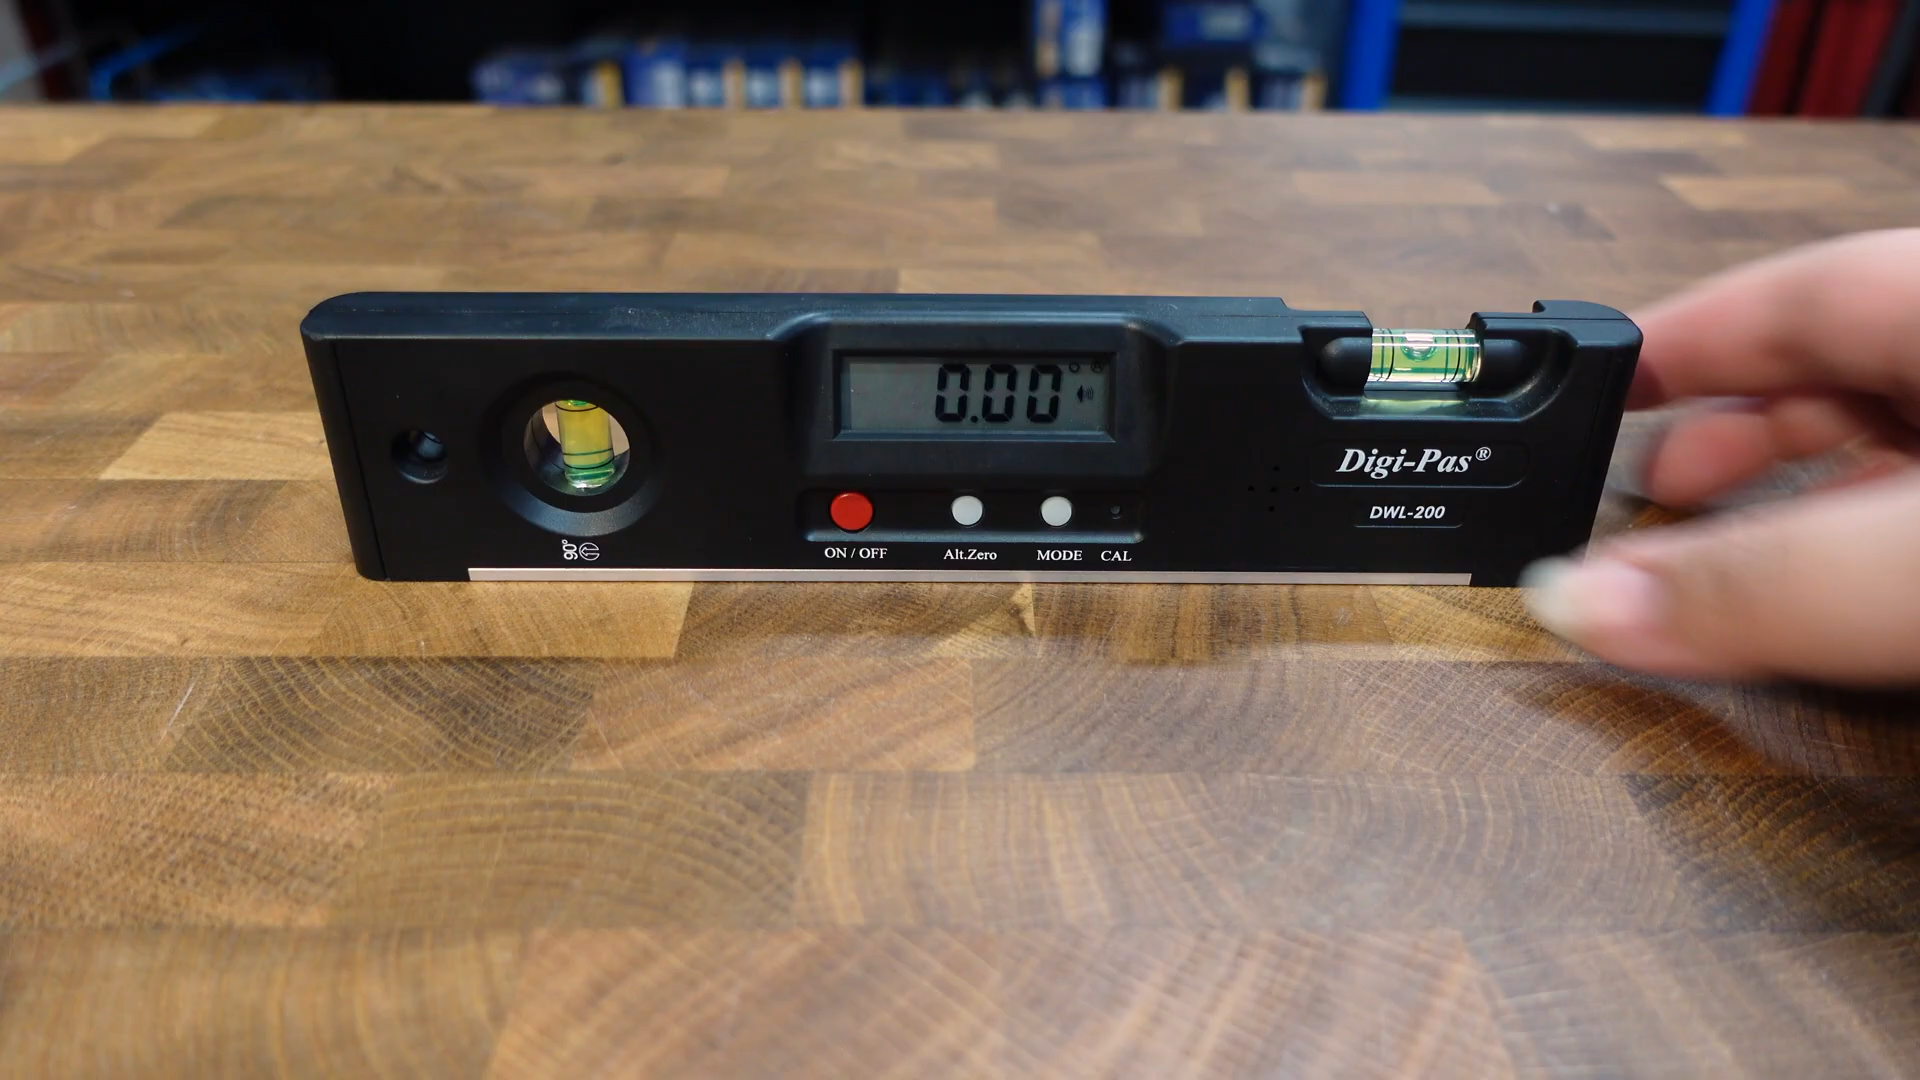 0.00 °
Digi-Pas®
DWL-200
ON / OFF
Alt.Zero
MODE
CAL
90°